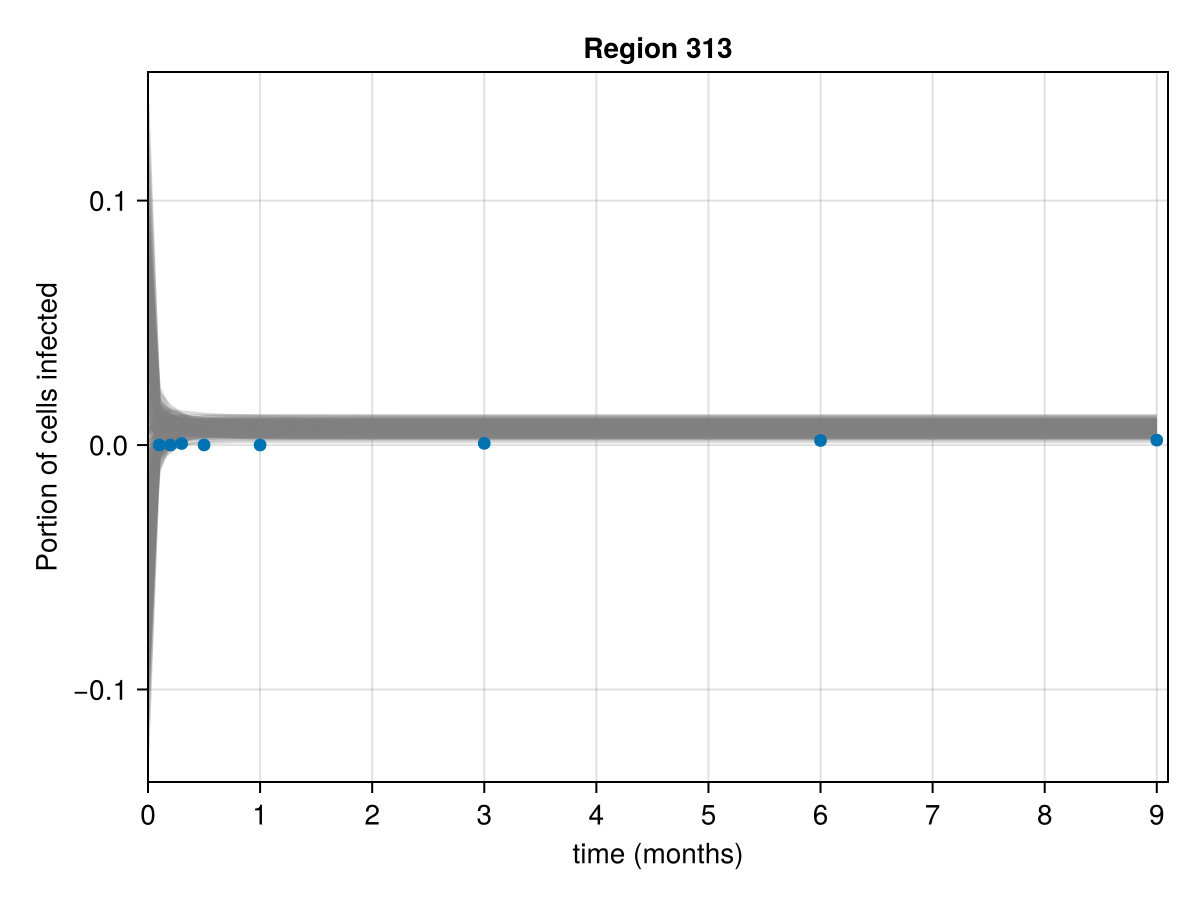 Region 313
Portion of cells infected
0.1
0.0
−0.1
0 1 2 3 4 5 6 7 8 9
time (months)